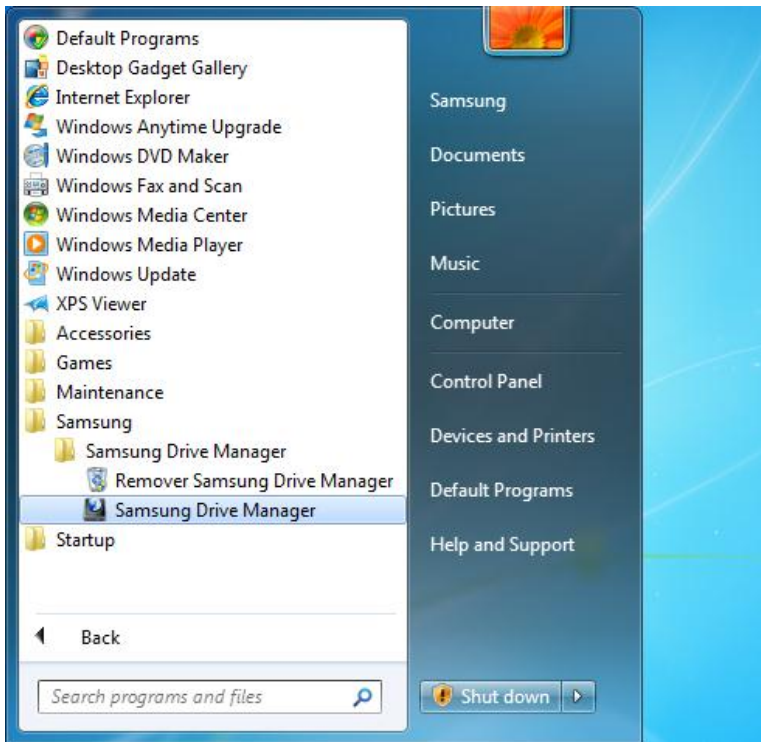 Default Programs
Desktop Gadget Gallery
Internet Explorer
Windows Anytime Upgrade
Windows DVD Maker
Windows Fax and Scan
Windows Media Center
Windows Media Player
Windows Update
XPS Viewer
Accessories
Games
Maintenance
Samsung
Samsung Drive Manager
Remover Samsung Drive Manager
Samsung Drive Manager
Startup
Back
Search programs and files
Samsung
Documents
Pictures
Music
Computer
Control Panel
Devices and Printers
Default Programs
Help and Support
Shut down